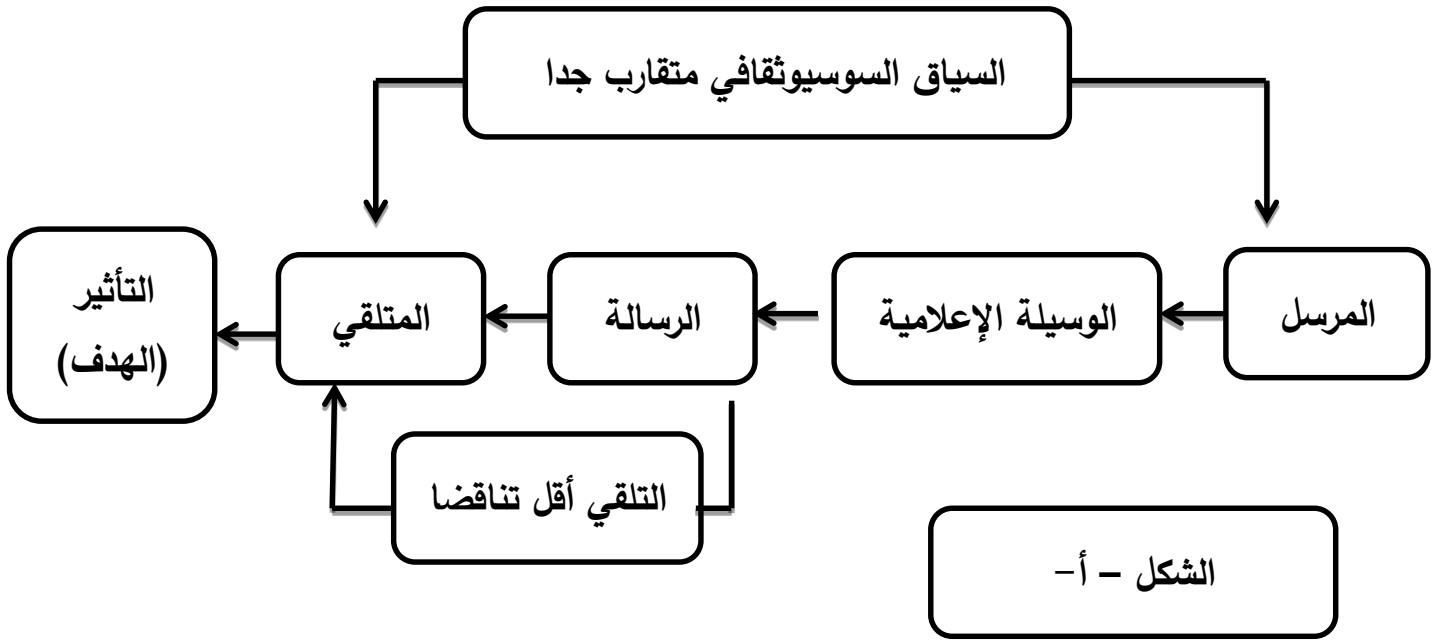 السياق السوسيوثقافي متقارب جدا
المرسل
الوسيلة الإعلامية
الرسالة
المتلقي
التأثير
(الهدف)
التلقي أقل تناقضا
الشكل – أ-